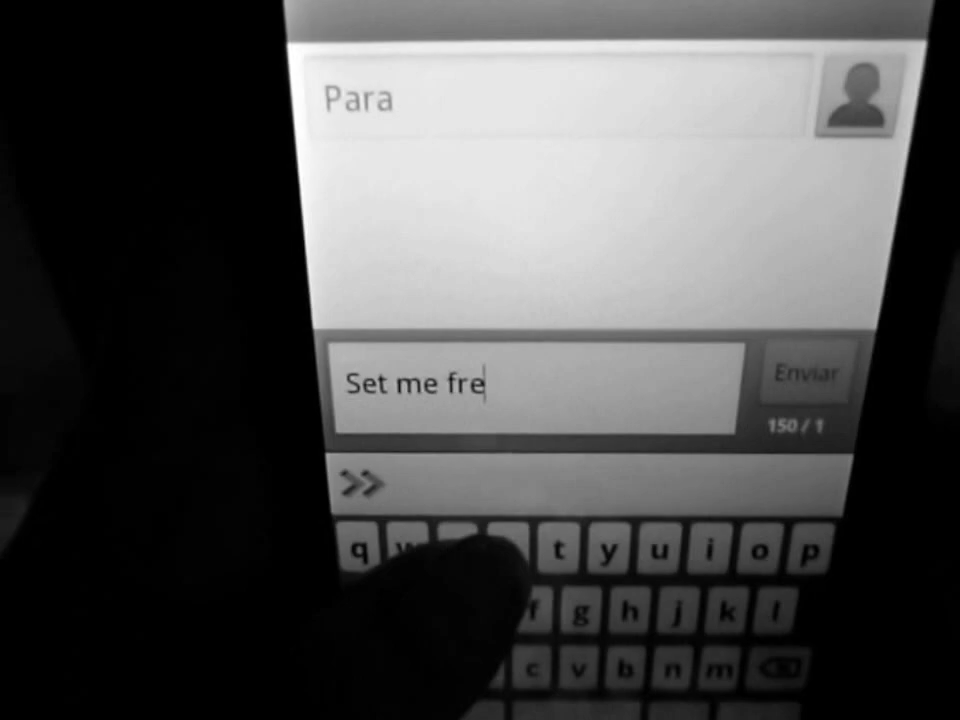 Para
Set me fre
Enviar
150 / 1
q w t y u i o p
f g h j k l
c v b n m